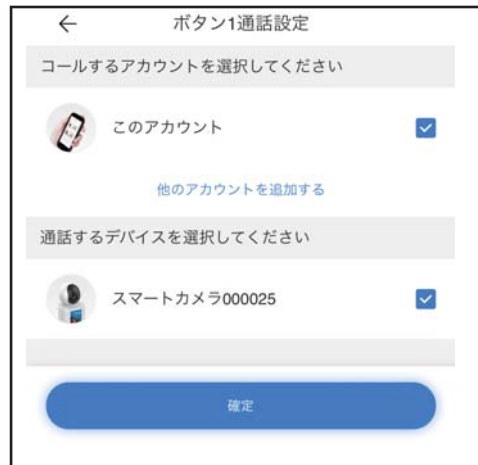 ボタン1通話設定
コールするアカウントを選択してください
このアカウント
他のアカウントを追加する
通話するデバイスを選択してください
スマートカメラ000025
確定